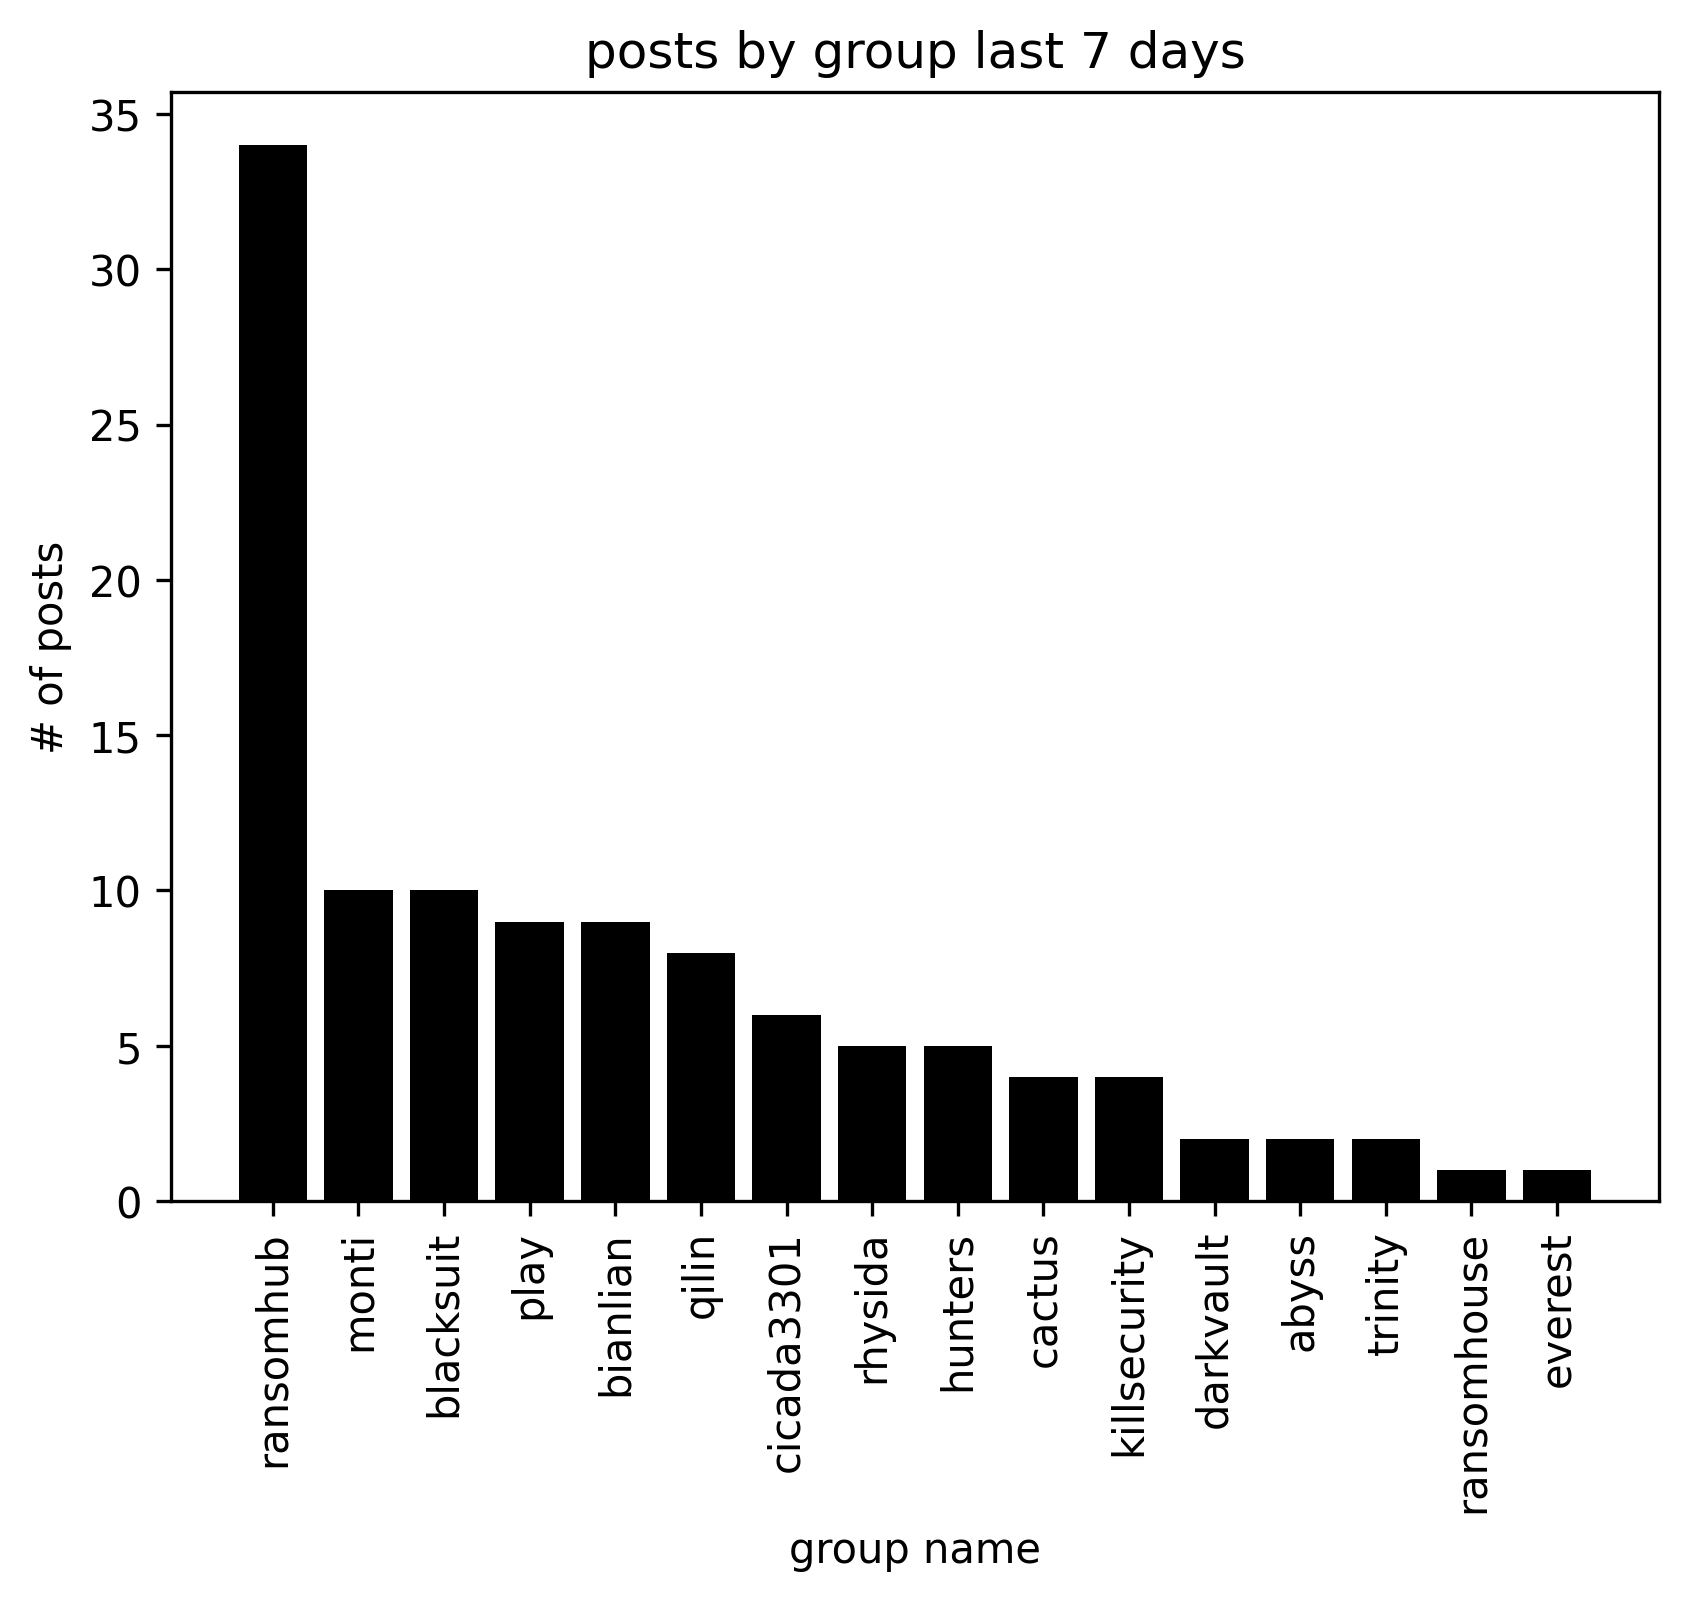 posts by group last 7 days
35
30
25
20
15
10
5
0
# of posts
ransomhub
monti
blacksuit
play
bianlian
qilin
cicada3301
rhysida
hunters
cactus
killsecurity
darkvault
abyss
trinity
ransomhouse
everest
group name